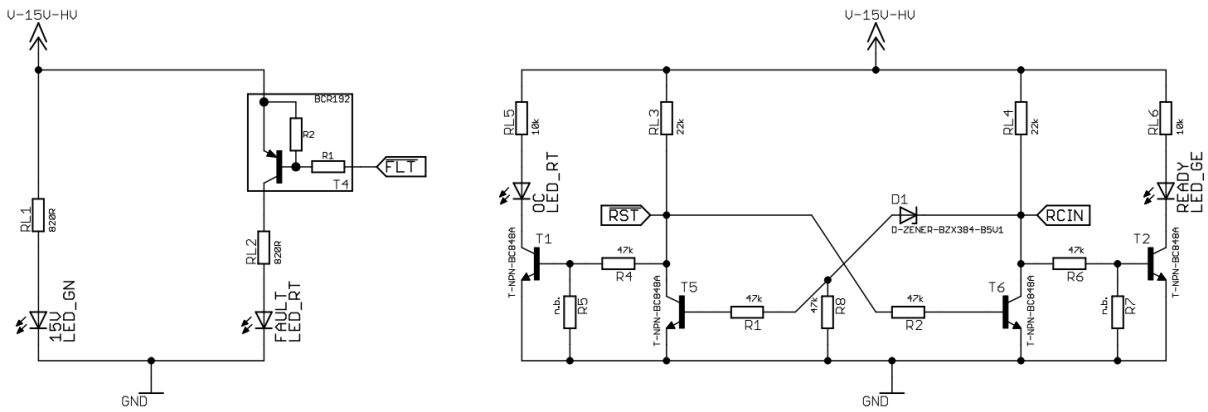 V-15V-HV
BCR192
R2
R1
FLT
T4
RL1
820R
RL2
820R
15V
LED_GN
FAULT
LED_RT
GND
V-15V-HV
RL5
10k
RL3
22k
RL4
22k
RL6
10k
OC
LED_RT
READY
LED_GE
RST
D1
D-ZENER-BZX384-B5V1
RCIN
T1
T-NPN-BC848A
47k
R4
n.b.
R5
T5
T-NPN-BC848A
47k
R1
47k
R8
47k
R2
T6
T-NPN-BC848A
47k
R6
n.b.
R7
T2
T-NPN-BC848A
GND